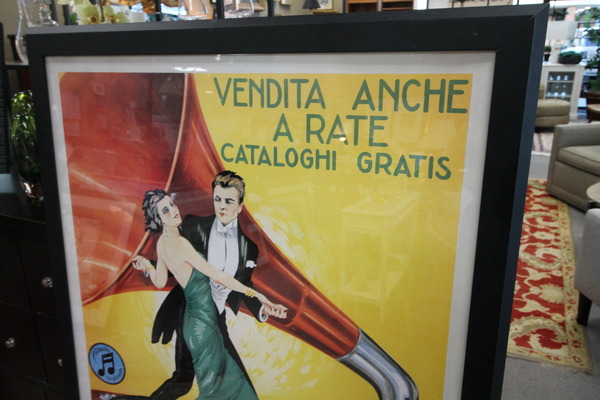 VENDITA ANCHE
A RATE
CATALOGHI GRATIS